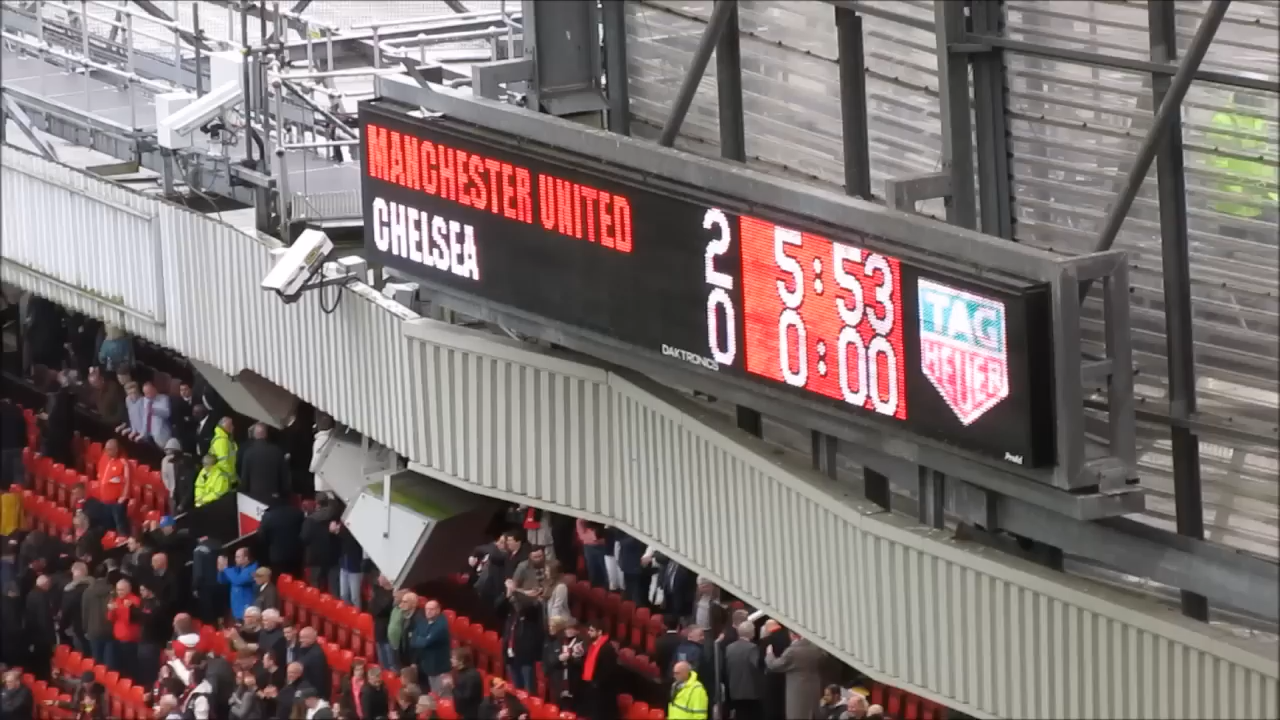 MANCHESTER UNITED 2 5:53
CHELSEA 0 0:00
TAG
HEUER
DAKTRONICS